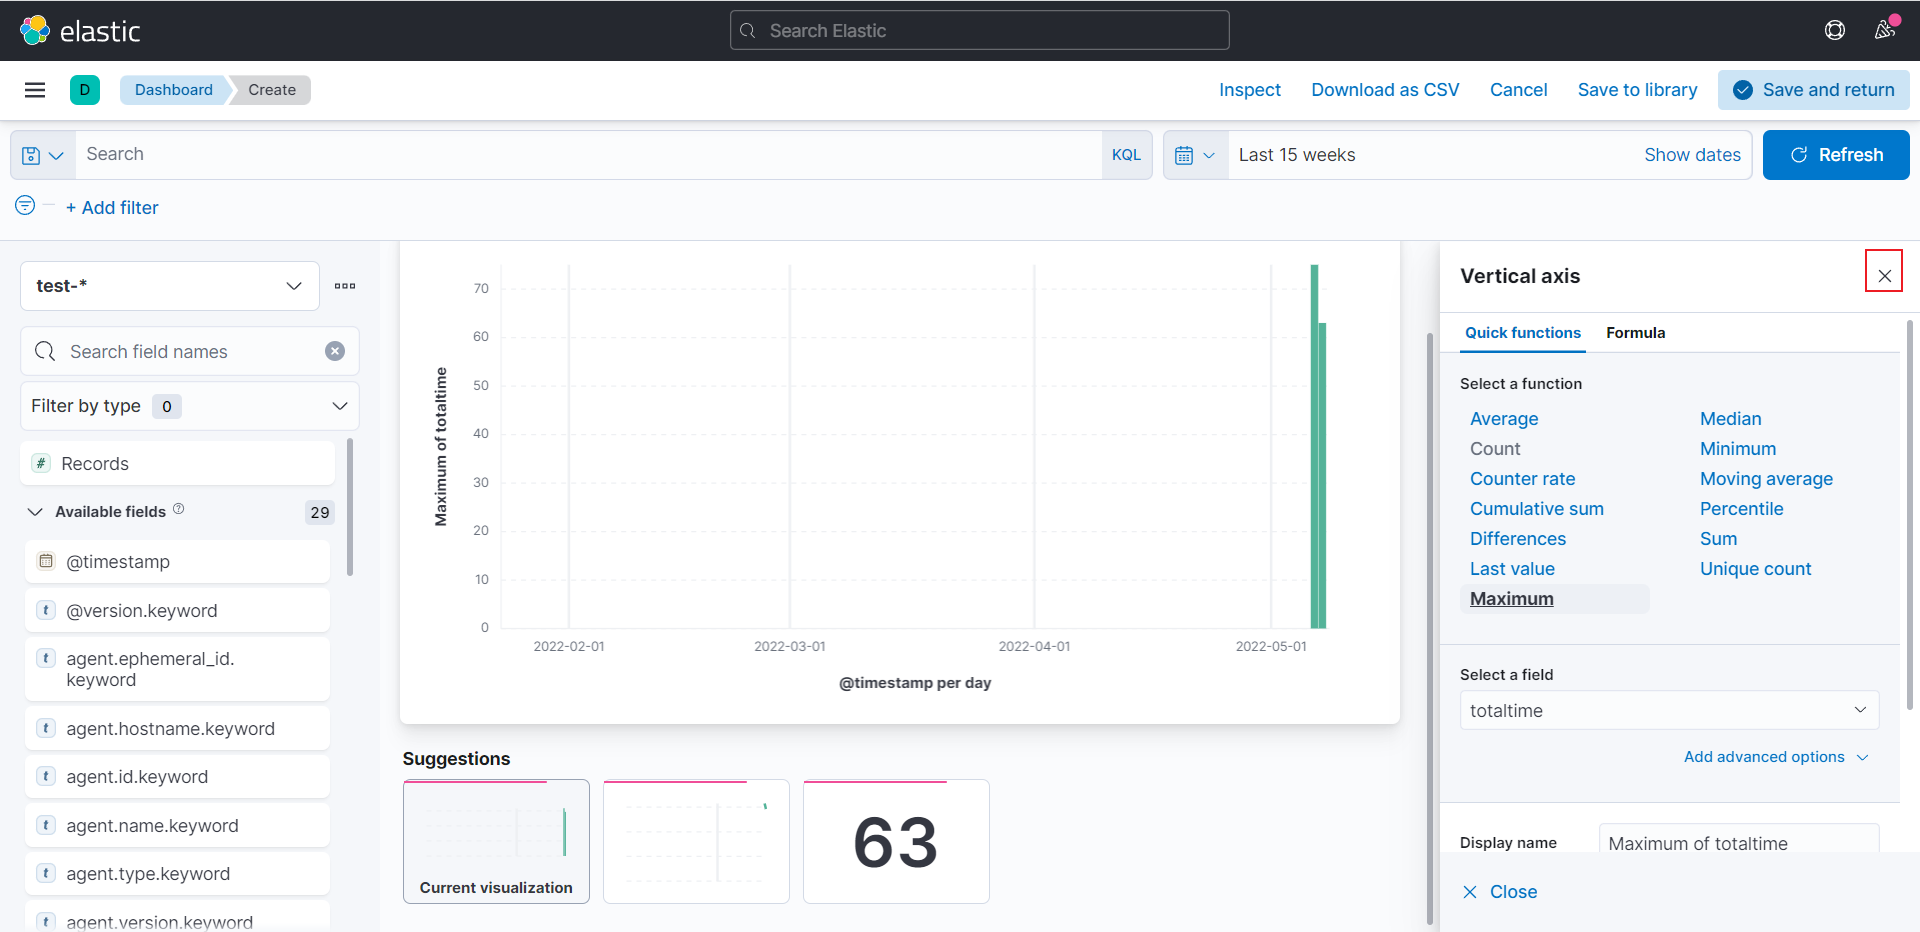 elastic
Search Elastic
D
Dashboard
Create
Inspect
Download as CSV
Cancel
Save to library
Save and return
Search
KQL
Last 15 weeks
Show dates
Refresh
+ Add filter
test-*
Search field names
Filter by type 0
# Records
Available fields
29
@timestamp
t @version.keyword
t agent.ephemeral_id.
keyword
t agent.hostname.keyword
t agent.id.keyword
t agent.name.keyword
t agent.type.keyword
t agent.version.keyword
Maximum of totaltime
70
60
50
40
30
20
10
0
2022-02-01
2022-03-01
2022-04-01
2022-05-01
@timestamp per day
Suggestions
Current visualization
63
Vertical axis
Quick functions
Formula
Select a function
Average
Median
Count
Minimum
Counter rate
Moving average
Cumulative sum
Percentile
Differences
Sum
Last value
Unique count
Maximum
Select a field
totaltime
Add advanced options
Display name
Maximum of totaltime
Close